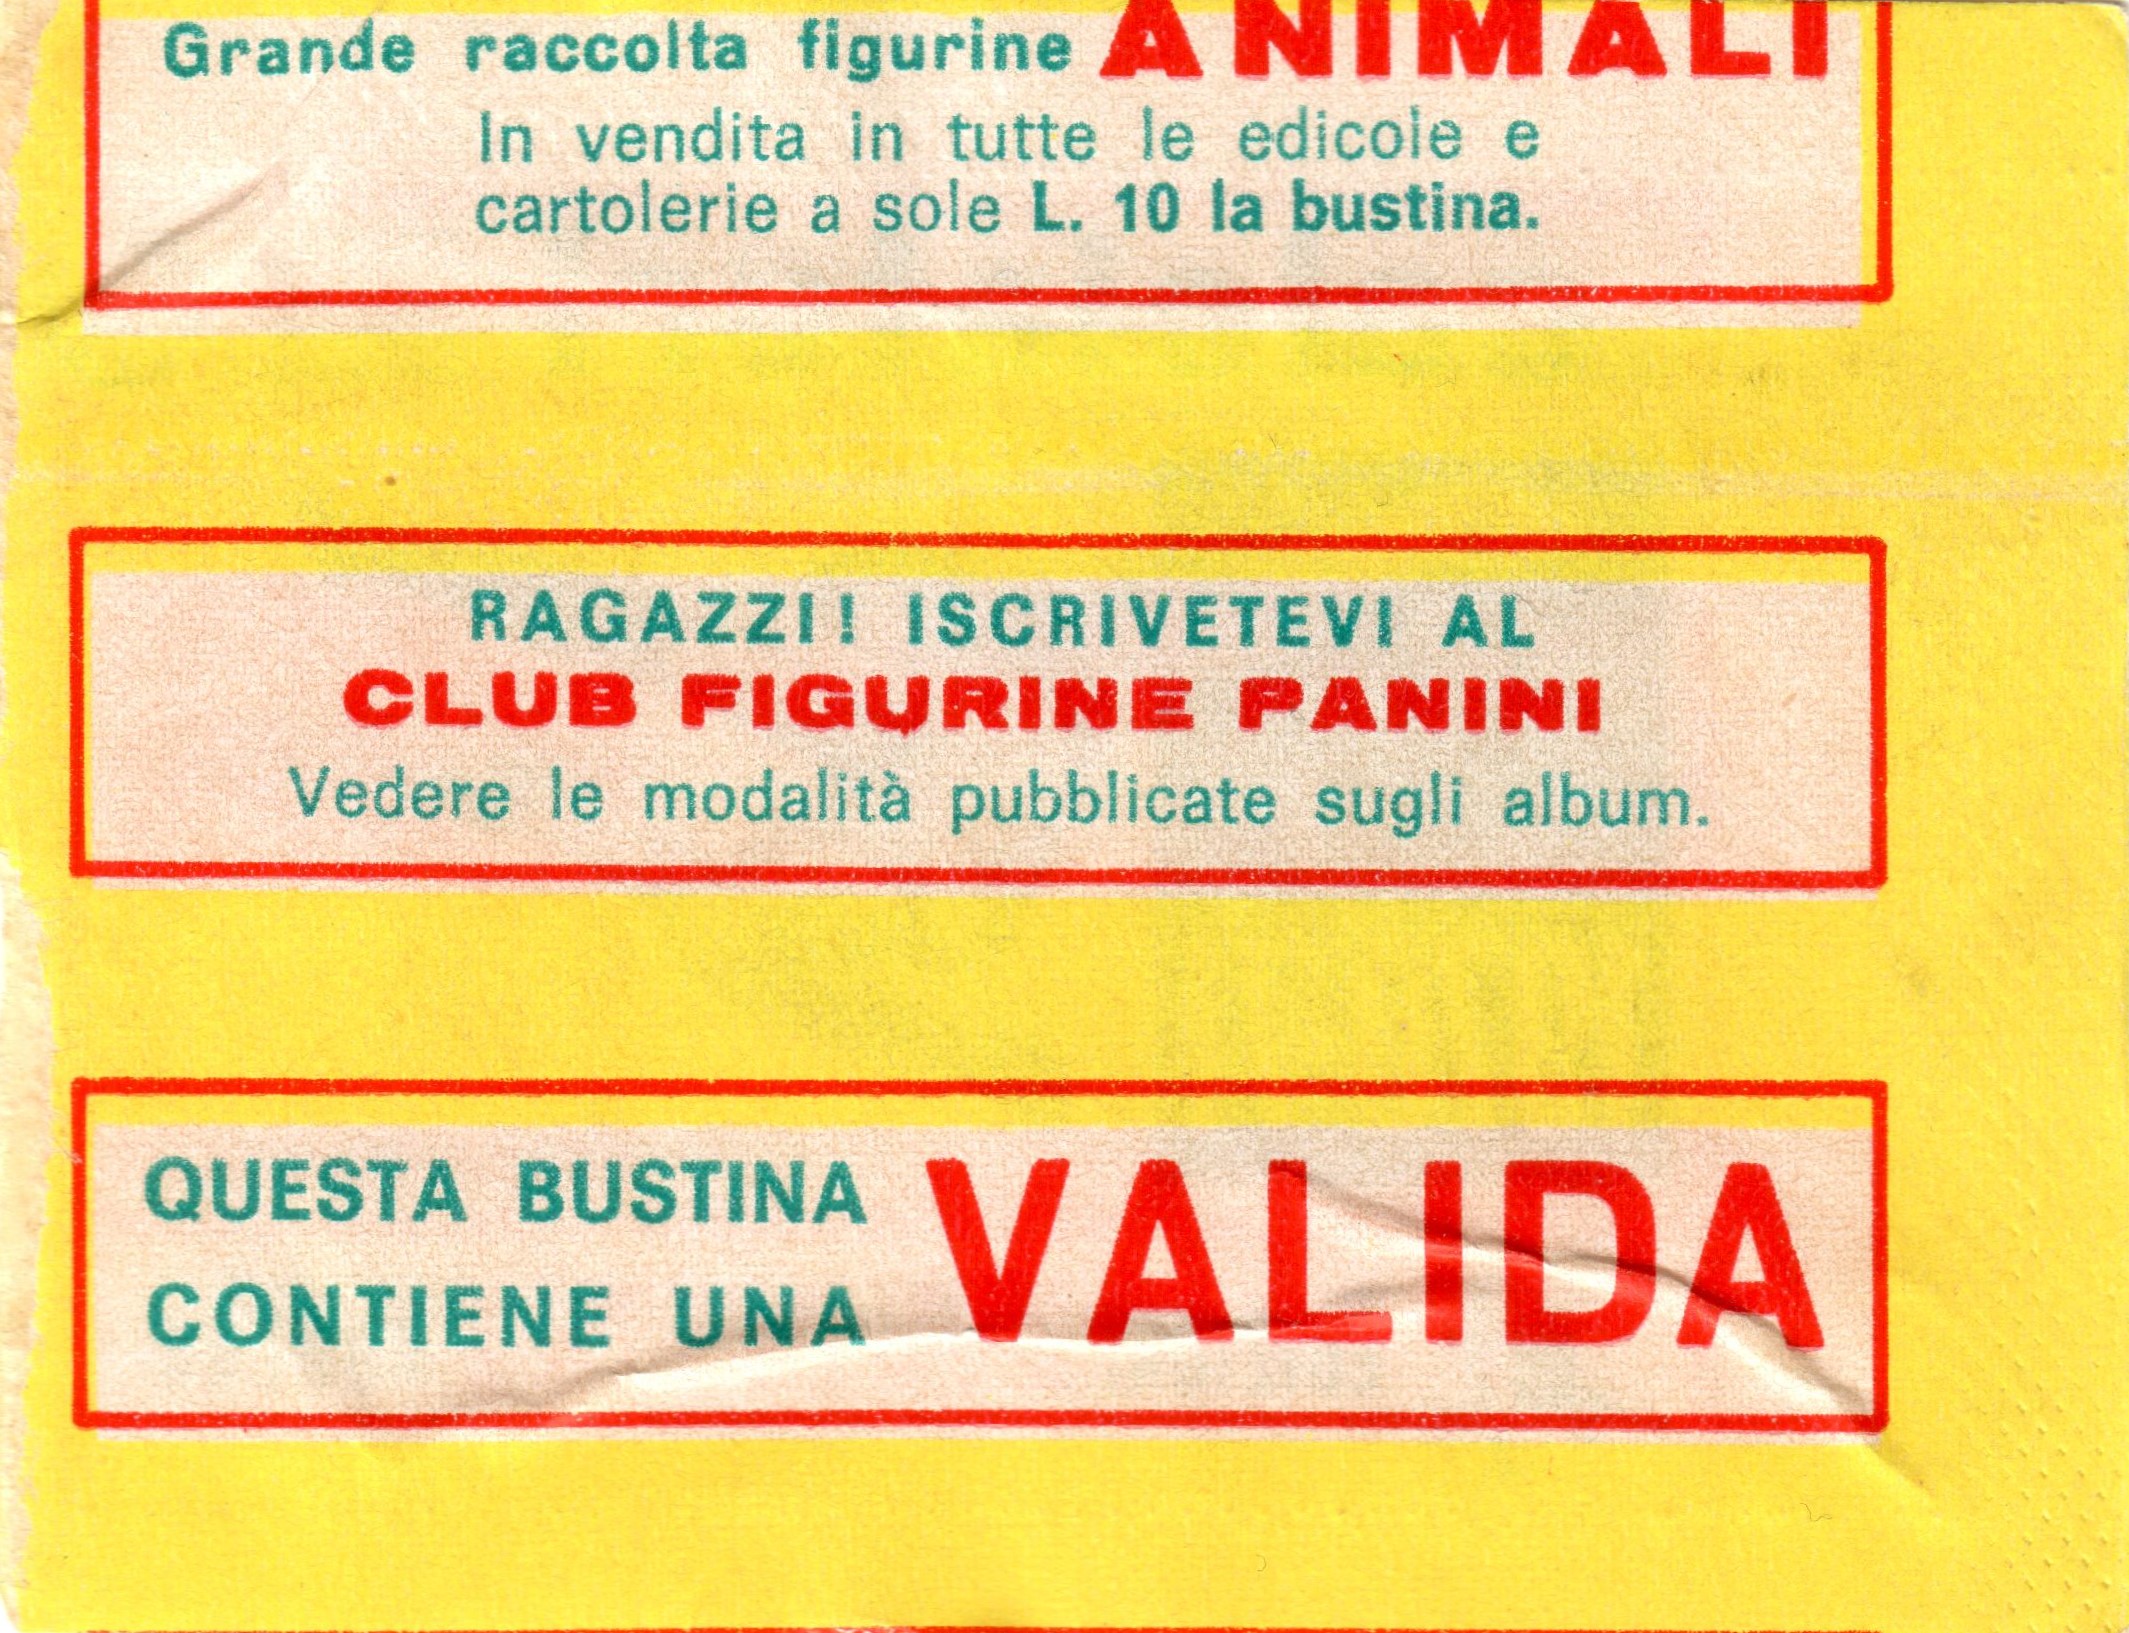 Grande raccolta figurine ANIMALI
In vendita in tutte le edicole e
cartolerie a sole L. 10 la bustina.
RAGAZZI! ISCRIVETEVI AL
CLUB FIGURINE PANINI
Vedere le modalità pubblicate sugli album.
QUESTA BUSTINA
CONTIENE UNA
VALIDA